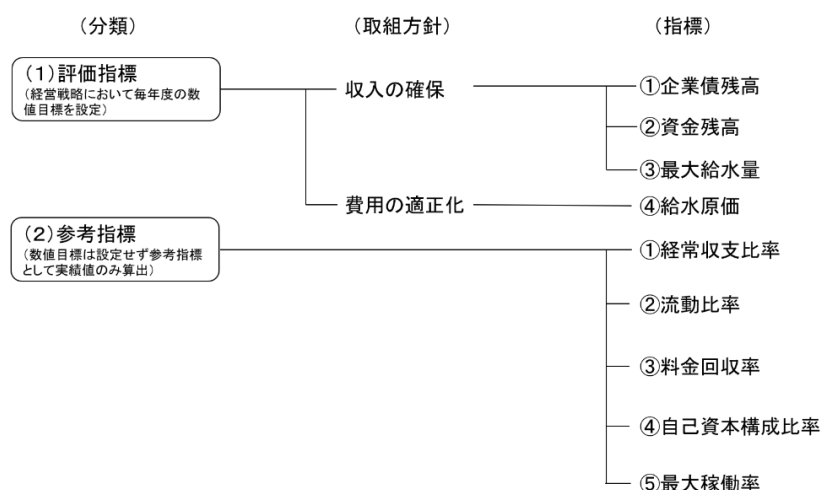 （分類）
（取組方針）
（指標）
（１）評価指標
（経営戦略において毎年度の数
値目標を設定）
収入の確保
①企業債残高
②資金残高
③最大給水量
費用の適正化
④給水原価
（２）参考指標
（数値目標は設定せず参考指標
として実績値のみ算出）
①経常収支比率
②流動比率
③料金回収率
④自己資本構成比率
⑤最大稼働率